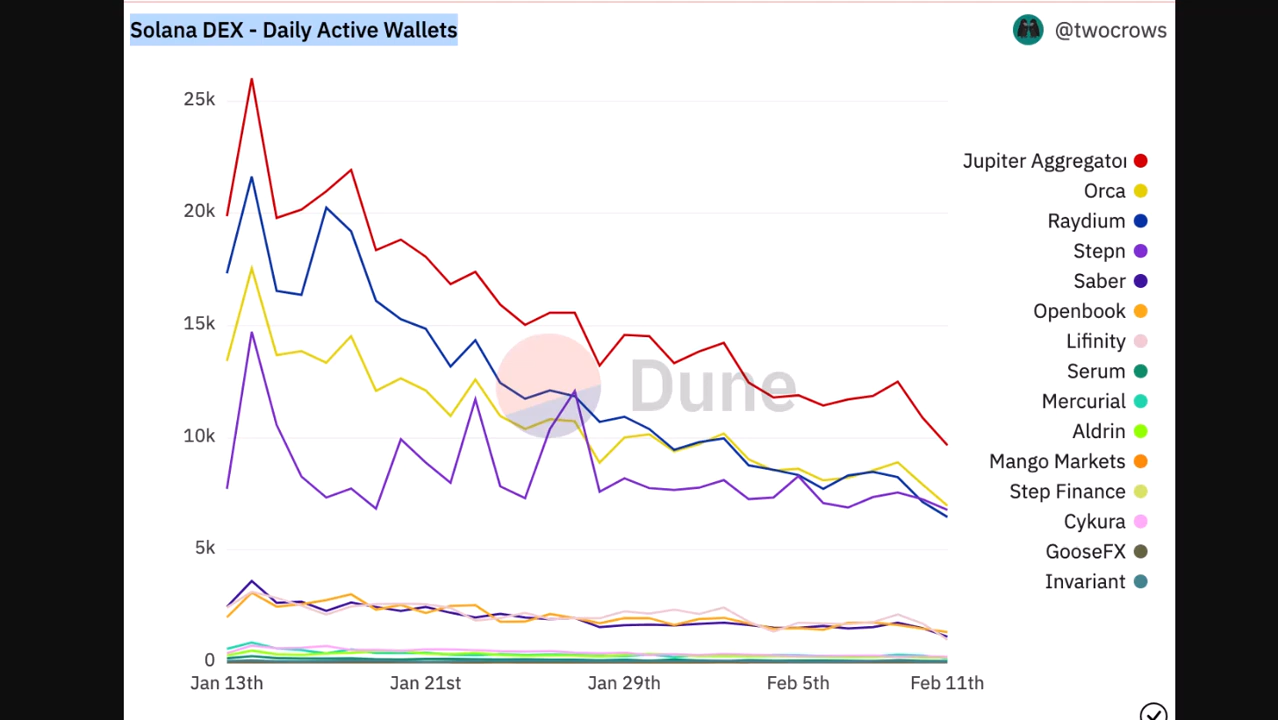 Solana DEX - Daily Active Wallets
@twocrows
25k
20k
15k
10k
5k
0
Jan 13th
Jan 21st
Jan 29th
Feb 5th
Feb 11th
Dune
Jupiter Aggregator
Orca
Raydium
Stepn
Saber
Openbook
Lifinity
Serum
Mercurial
Aldrin
Mango Markets
Step Finance
Cykura
GooseFX
Invariant